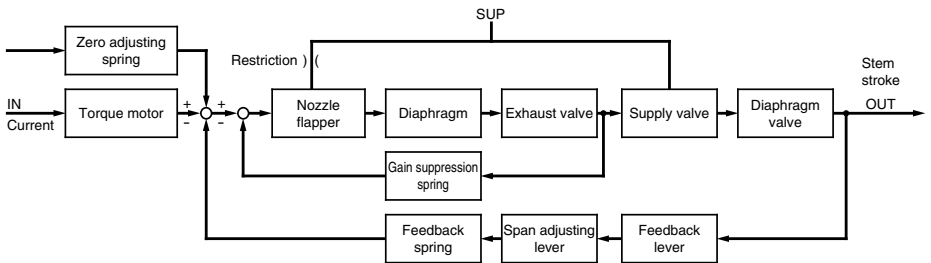 SUP
Zero adjusting
spring
Restriction ) (
Stem
stroke
IN
Current
Torque motor
+
-
+
-
Nozzle
flapper
Diaphragm
Exhaust valve
Supply valve
Diaphragm
valve
OUT
Gain suppression
spring
Feedback
spring
Span adjusting
lever
Feedback
lever